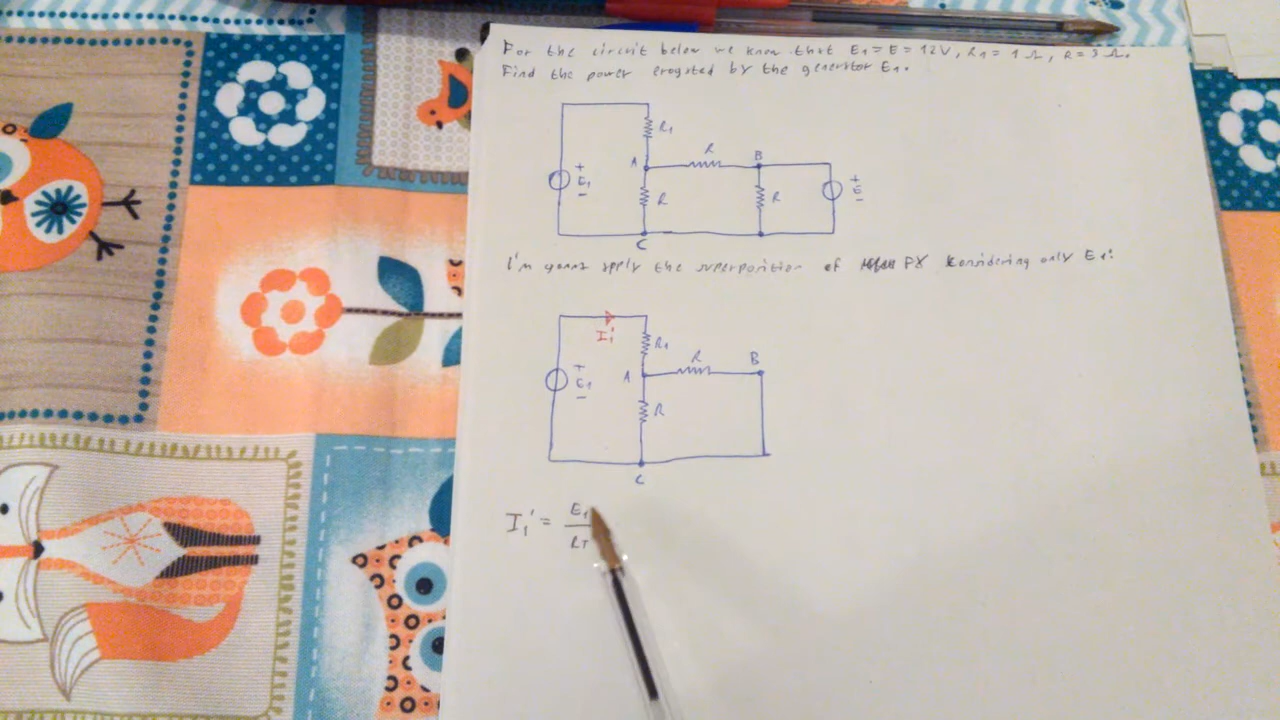 For the circuit below we know that E1 = E = 12V, R1 = 1 Ω, R = 3 Ω.
Find the power erogated by the generator E1.
R1
A
R
B
+
E1
-
R
R
+
E
-
C
I'm gonna apply the superposition of PX considering only E1:
I1'
R1
A
R
B
+
E1
-
R
C
I1' = E1
RT